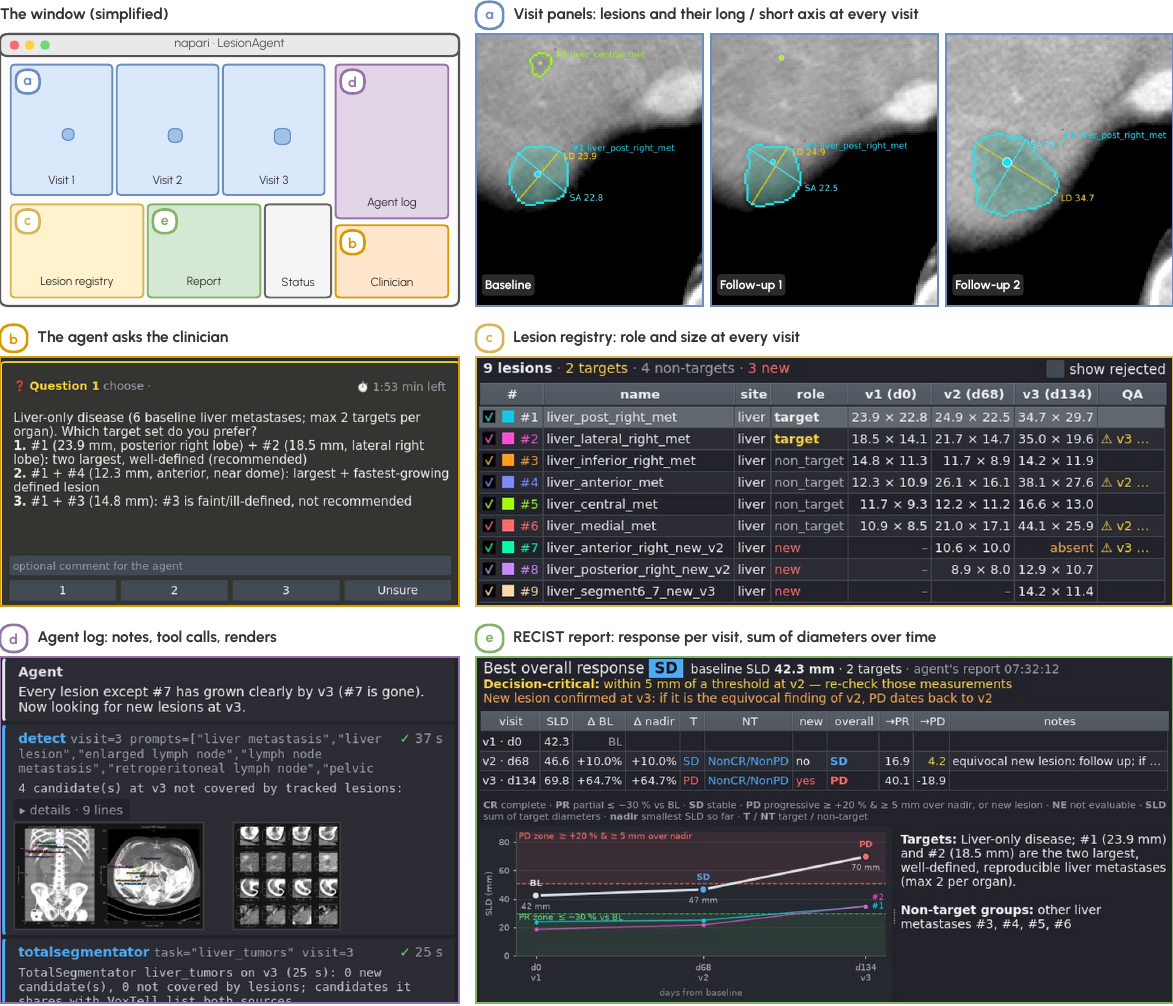 The window (simplified)
napari · LesionAgent
a
Visit 1
Visit 2
Visit 3
d
Agent log
c
Lesion registry
e
Report
Status
b
Clinician
a Visit panels: lesions and their long / short axis at every visit
liver_central_met
#1 liver_post_right_met
LD 23.9
SA 22.8
Baseline
#1 liver_post_right_met
LD 24.9
SA 22.5
Follow-up 1
#1 liver_post_right_met
LD 34.7
Follow-up 2
b The agent asks the clinician
? Question 1 choose ·
1:53 min left
Liver-only disease (6 baseline liver metastases; max 2 targets per
organ). Which target set do you prefer?
1. #1 (23.9 mm, posterior right lobe) + #2 (18.5 mm, lateral right
lobe): two largest, well-defined (recommended)
2. #1 + #4 (12.3 mm, anterior, near dome): largest + fastest-growing
defined lesion
3. #1 + #3 (14.8 mm): #3 is faint/ill-defined, not recommended
optional comment for the agent
1 2 3 Unsure
c Lesion registry: role and size at every visit
9 lesions · 2 targets · 4 non-targets · 3 new show rejected
# name site role v1 (d0) v2 (d68) v3 (d134) QA
✓ #1 liver_post_right_met liver target 23.9 × 22.8 24.9 × 22.5 34.7 × 29.7
✓ #2 liver_lateral_right_met liver target 18.5 × 14.1 21.7 × 14.7 35.0 × 19.6 ⚠ v3 ...
✓ #3 liver_inferior_right_met liver non_target 14.8 × 11.3 11.7 × 8.9 14.2 × 11.9
✓ #4 liver_anterior_met liver non_target 12.3 × 10.9 26.1 × 16.1 38.1 × 27.6 ⚠ v2 ...
✓ #5 liver_central_met liver non_target 11.7 × 9.3 12.2 × 11.2 16.6 × 13.0
✓ #6 liver_medial_met liver non_target 10.9 × 8.5 21.0 × 17.1 44.1 × 25.9 ⚠ v2 ...
✓ #7 liver_anterior_right_new_v2 liver new – 10.6 × 10.0 absent ⚠ v3 ...
✓ #8 liver_posterior_right_new_v2 liver new – 8.9 × 8.0 12.9 × 10.7
✓ #9 liver_segment6_7_new_v3 liver new – – 14.2 × 11.4
d Agent log: notes, tool calls, renders
Agent
Every lesion except #7 has grown clearly by v3 (#7 is gone).
Now looking for new lesions at v3.
detect visit=3 prompts=["liver metastasis","liver ✓ 37 s
lesion","enlarged lymph node","lymph node
metastasis","retroperitoneal lymph node","pelvic
4 candidate(s) at v3 not covered by tracked lesions:
▸ details · 9 lines
totalsegmentator task="liver_tumors" visit=3 ✓ 25 s
TotalSegmentator liver_tumors on v3 (25 s): 0 new
candidate(s), 0 not covered by lesions; candidates it
shares with VoxTell list both sources
e RECIST report: response per visit, sum of diameters over time
Best overall response SD baseline SLD 42.3 mm · 2 targets · agent's report 07:32:12
Decision-critical: within 5 mm of a threshold at v2 — re-check those measurements
New lesion confirmed at v3: if it is the equivocal finding of v2, PD dates back to v2
visit SLD Δ BL Δ nadir T NT new overall →PR →PD notes
v1 · d0 42.3 BL
v2 · d68 46.6 +10.0% +10.0% SD NonCR/NonPD no SD 16.9 4.2 equivocal new lesion: follow up; if ...
v3 · d134 69.8 +64.7% +64.7% PD NonCR/NonPD yes PD 40.1 -18.9
CR complete · PR partial ≤ −30 % vs BL · SD stable · PD progressive ≥ +20 % & ≥ 5 mm over nadir, or new lesion · NE not evaluable · SLD
sum of target diameters · nadir smallest SLD so far · T / NT target / non-target
PD zone ≥ +20 % & ≥ 5 mm over nadir
PR zone ≤ −30 % vs BL
SLD (mm)
80
60
40
20
0
BL
42 mm
SD
47 mm
PD
70 mm
#2
#1
d0 d68 d134
v1 v2 v3
days from baseline
Targets: Liver-only disease; #1 (23.9 mm)
and #2 (18.5 mm) are the two largest,
well-defined, reproducible liver metastases
(max 2 per organ).
Non-target groups: other liver
metastases #3, #4, #5, #6